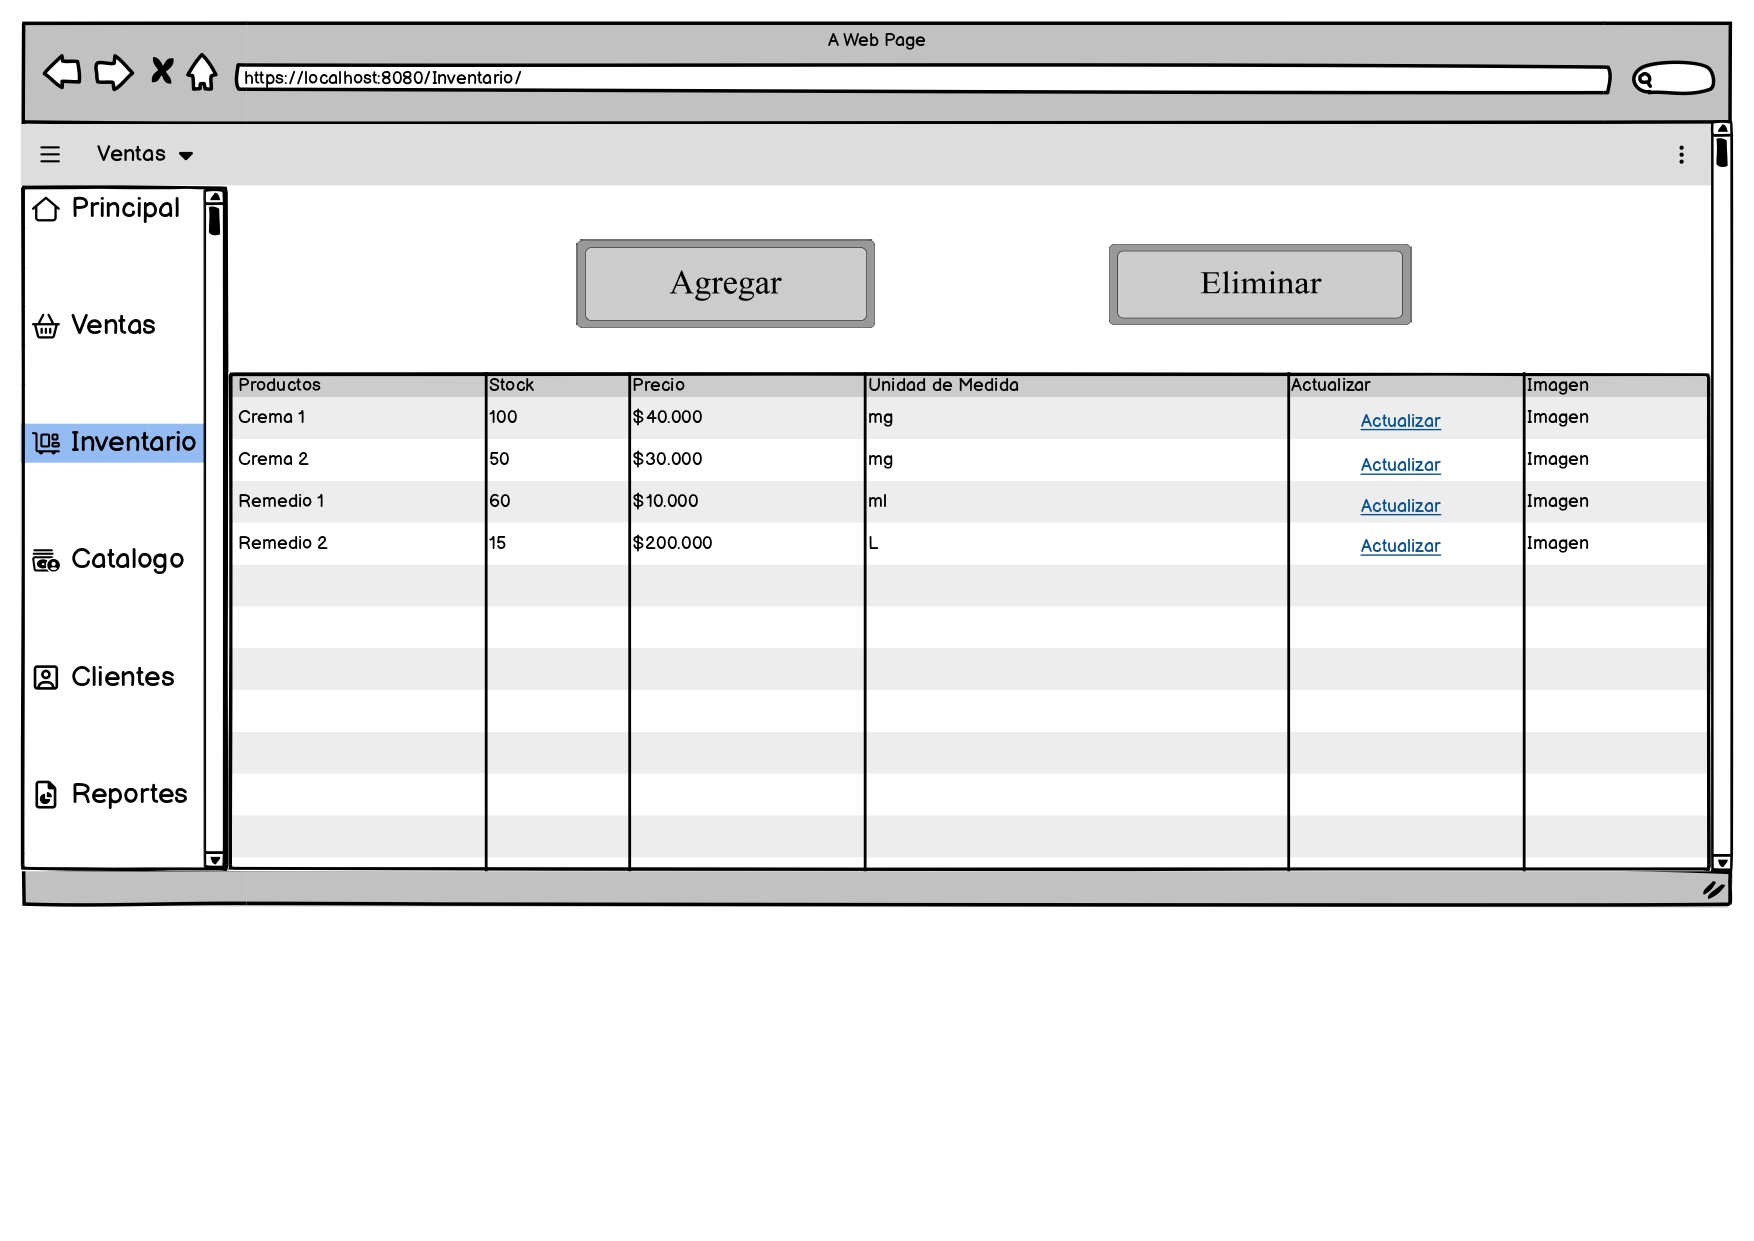 A Web Page
https://localhost:8080/Inventario/
Ventas
Principal
Ventas
Inventario
Catalogo
Clientes
Reportes
Agregar
Eliminar
Productos Stock Precio Unidad de Medida Actualizar Imagen
Crema 1 100 $40.000 mg Actualizar Imagen
Crema 2 50 $30.000 mg Actualizar Imagen
Remedio 1 60 $10.000 ml Actualizar Imagen
Remedio 2 15 $200.000 L Actualizar Imagen